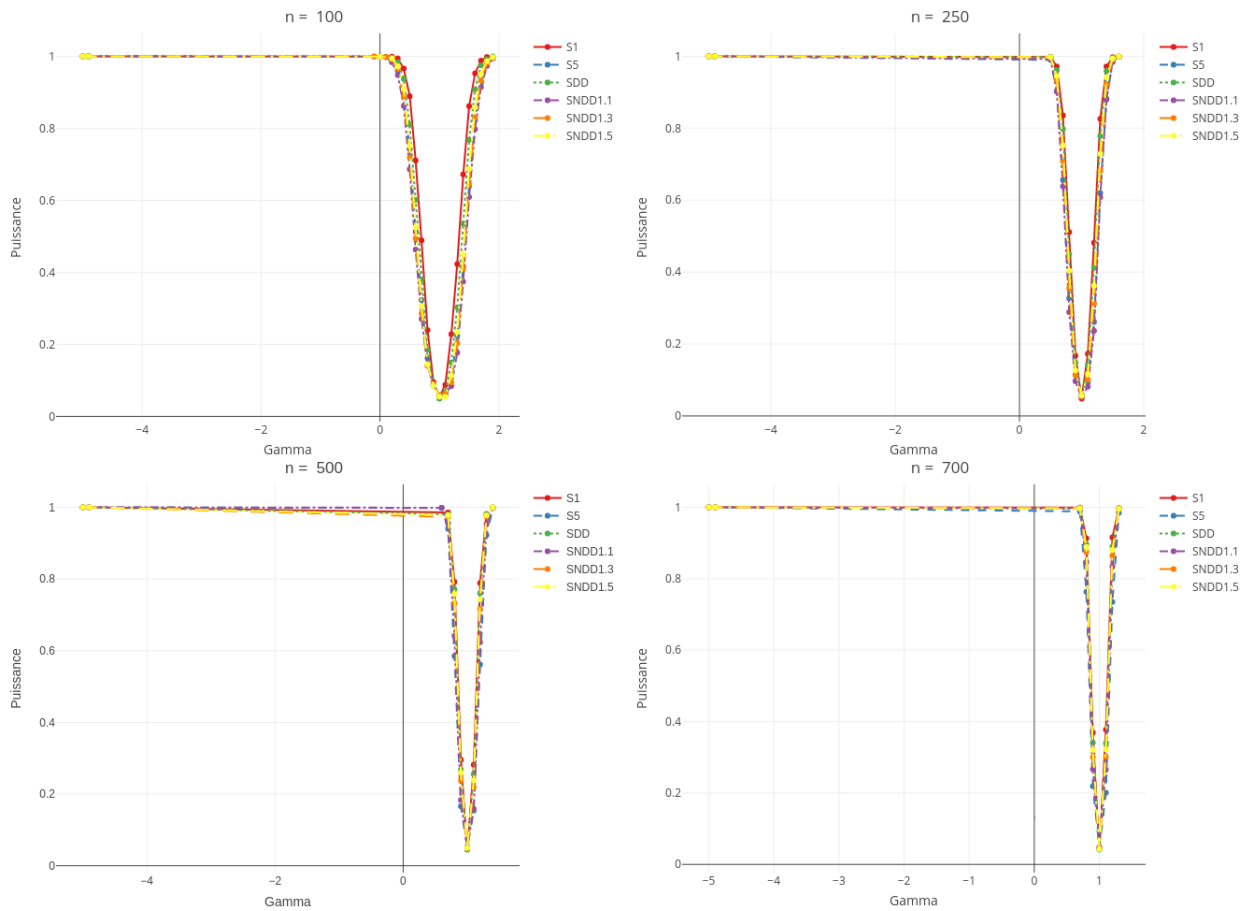 n = 100
1
0.8
0.6
0.4
0.2
0
Puissance
−4
−2
0
2
Gamma
S1
S5
SDD
SNDD1.1
SNDD1.3
SNDD1.5
n = 250
1
0.8
0.6
0.4
0.2
0
Puissance
−4
−2
0
2
Gamma
S1
S5
SDD
SNDD1.1
SNDD1.3
SNDD1.5
n = 500
1
0.8
0.6
0.4
0.2
0
Puissance
−4
−2
0
Gamma
S1
S5
SDD
SNDD1.1
SNDD1.3
SNDD1.5
n = 700
1
0.8
0.6
0.4
0.2
0
Puissance
−5
−4
−3
−2
−1
0
1
Gamma
S1
S5
SDD
SNDD1.1
SNDD1.3
SNDD1.5